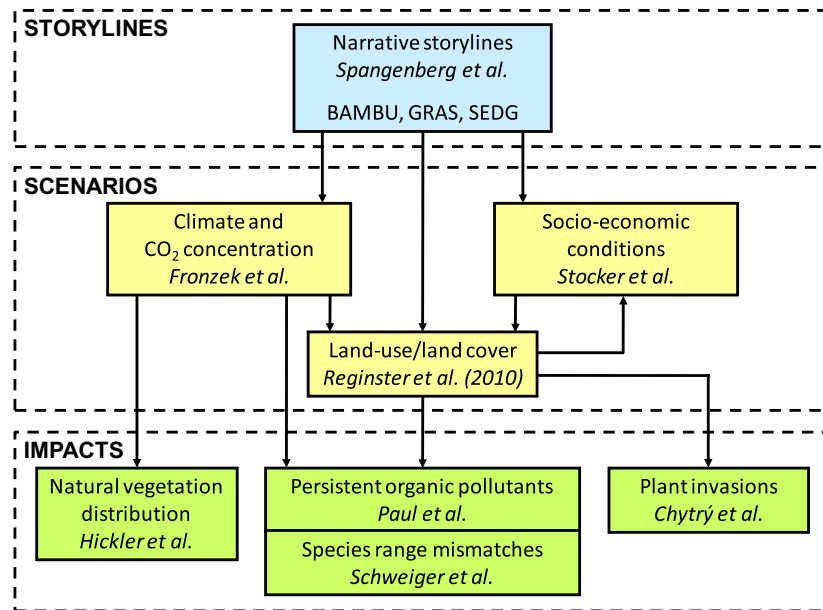 STORYLINES
Narrative storylines
Spangenberg et al.
BAMBU, GRAS, SEDG
SCENARIOS
Climate and
CO₂ concentration
Fronzek et al.
Socio-economic
conditions
Stocker et al.
Land-use/land cover
Reginster et al. (2010)
IMPACTS
Natural vegetation
distribution
Hickler et al.
Persistent organic pollutants
Paul et al.
Species range mismatches
Schweiger et al.
Plant invasions
Chytrý et al.